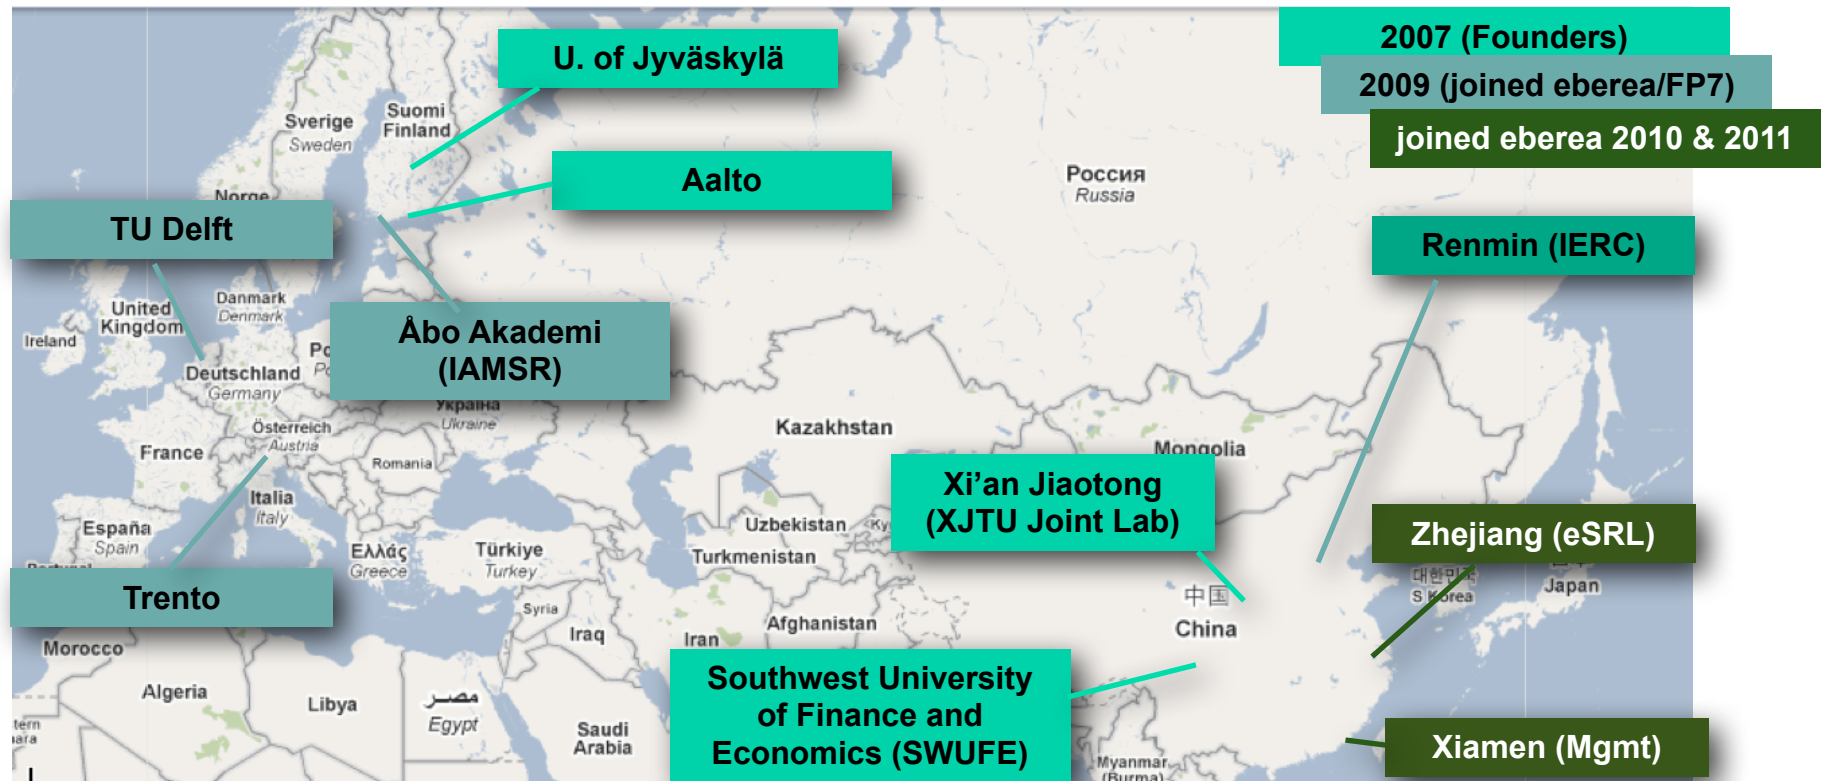 2007 (Founders)
2009 (joined eberea/FP7)
joined eberea 2010 & 2011
U. of Jyväskylä
Suomi
Finland
Sverige
Sweden
Aalto
Россия
Russia
Norge
TU Delft
Renmin (IERC)
Danmark
Denmark
United
Kingdom
Ireland
Åbo Akademi
(IAMSR)
Deutschland
Germany
Україна
Ukraine
Österreich
Austria
Kazakhstan
France
Mongolia
Romania
Xi’an Jiaotong
(XJTU Joint Lab)
Italia
Italy
España
Spain
Uzbekistan
Zhejiang (eSRL)
Ελλάς
Greece
Türkiye
Turkey
Turkmenistan
대한민국
S Korea
Japan
Trento
中国
China
Syria
Iraq
Iran
Afghanistan
Morocco
Algeria
Libya
مصر
Egypt
Saudi
Arabia
Southwest University
of Finance and
Economics (SWUFE)
Xiamen (Mgmt)
Myanmar
(Burma)